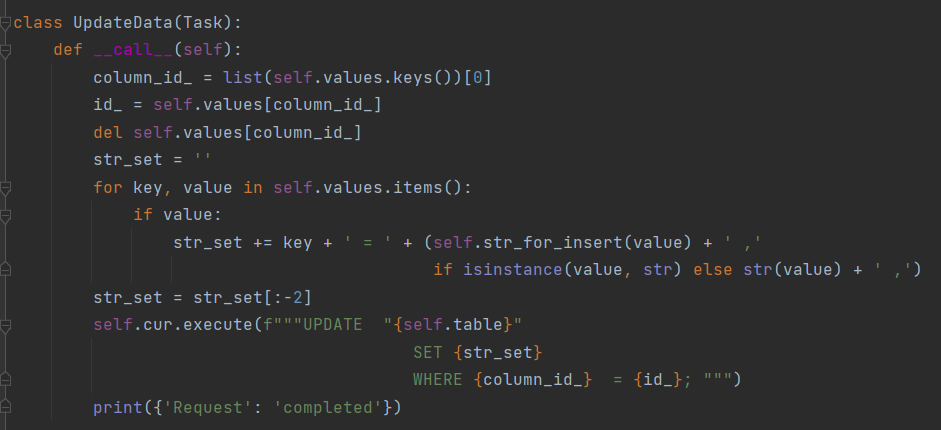 class UpdateData(Task):
    def __call__(self):
        column_id_ = list(self.values.keys())[0]
        id_ = self.values[column_id_]
        del self.values[column_id_]
        str_set = ''
        for key, value in self.values.items():
            if value:
                str_set += key + ' = ' + (self.str_for_insert(value) + ' ,'
                                          if isinstance(value, str) else str(value) + ' ,')
        str_set = str_set[:-2]
        self.cur.execute(f"""UPDATE  "{self.table}"
                                        SET {str_set}
                                        WHERE {column_id_}  = {id_}; """)
        print({'Request': 'completed'})